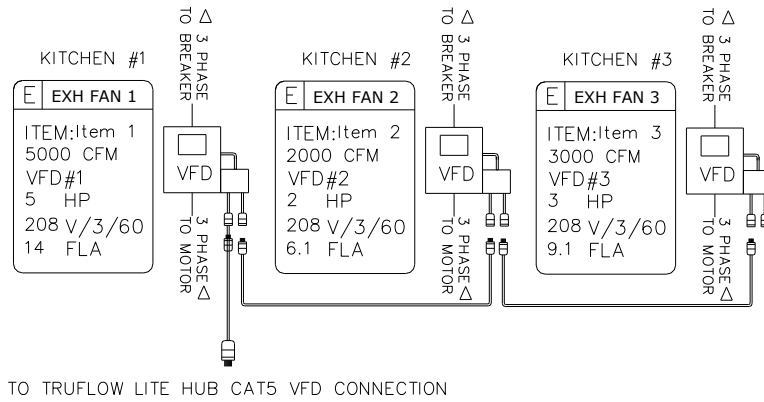 KITCHEN #1
E EXH FAN 1
ITEM:Item 1
5000 CFM
VFD#1
5 HP
208 V/3/60
14 FLA
3 PHASE
TO BREAKER
VFD
3 PHASE
TO MOTOR
KITCHEN #2
E EXH FAN 2
ITEM:Item 2
2000 CFM
VFD#2
2 HP
208 V/3/60
6.1 FLA
3 PHASE
TO BREAKER
VFD
3 PHASE
TO MOTOR
KITCHEN #3
E EXH FAN 3
ITEM:Item 3
3000 CFM
VFD#3
3 HP
208 V/3/60
9.1 FLA
3 PHASE
TO BREAKER
VFD
3 PHASE
TO MOTOR
TO TRUFLOW LITE HUB CAT5 VFD CONNECTION